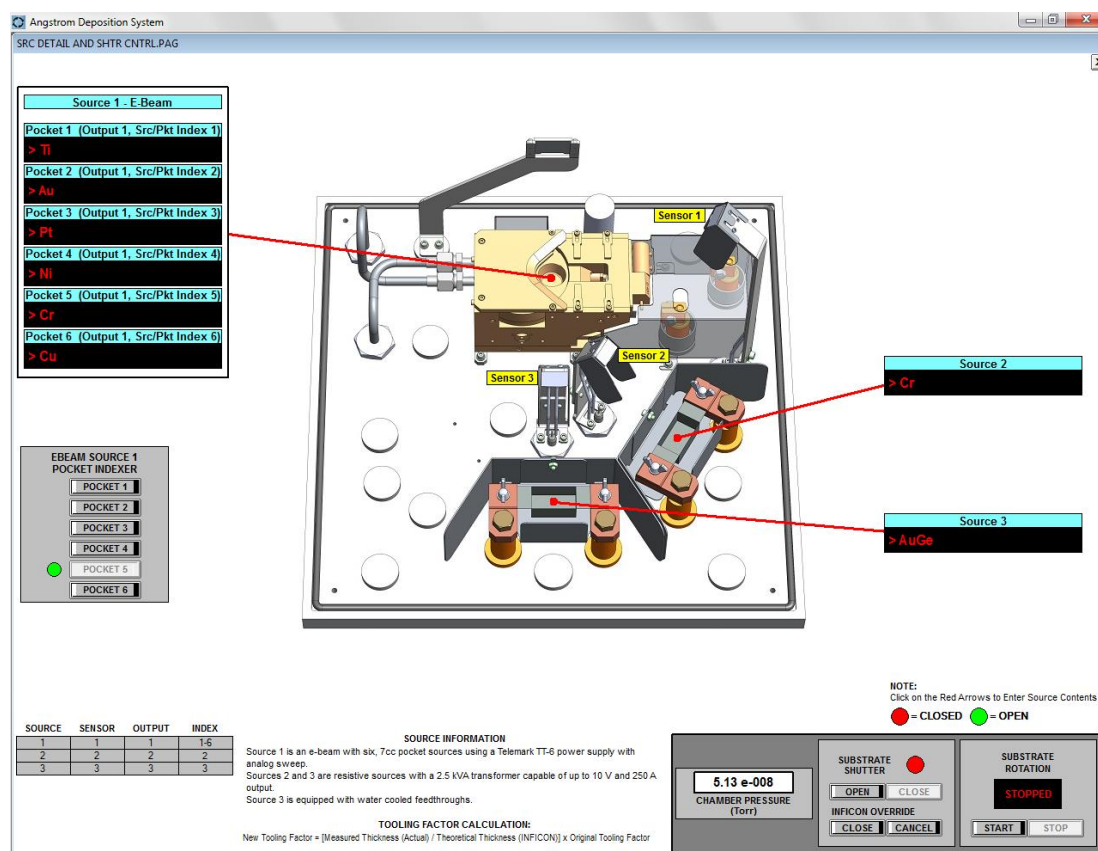 Angstrom Deposition System
SRC DETAIL AND SHTR CNTRL.PAG
Source 1 - E-Beam
Pocket 1 (Output 1, Src/Pkt Index 1)
> Ti
Pocket 2 (Output 1, Src/Pkt Index 2)
> Au
Pocket 3 (Output 1, Src/Pkt Index 3)
> Pt
Pocket 4 (Output 1, Src/Pkt Index 4)
> Ni
Pocket 5 (Output 1, Src/Pkt Index 5)
> Cr
Pocket 6 (Output 1, Src/Pkt Index 6)
> Cu
Sensor 1
Sensor 2
Sensor 3
Source 2
> Cr
Source 3
> AuGe
EBEAM SOURCE 1
POCKET INDEXER
POCKET 1
POCKET 2
POCKET 3
POCKET 4
POCKET 5
POCKET 6
NOTE:
Click on the Red Arrows to Enter Source Contents
= CLOSED = OPEN
SOURCE SENSOR OUTPUT INDEX
1 1 1 1-6
2 2 2 2
3 3 3 3
SOURCE INFORMATION
Source 1 is an e-beam with six, 7cc pocket sources using a Telemark TT-6 power supply with
analog sweep.
Sources 2 and 3 are resistive sources with a 2.5 kVA transformer capable of up to 10 V and 250 A
output.
Source 3 is equipped with water cooled feedthroughs.
TOOLING FACTOR CALCULATION:
New Tooling Factor = [Measured Thickness (Actual) / Theoretical Thickness (INFICON)] x Original Tooling Factor
5.13 e-008
CHAMBER PRESSURE
(Torr)
SUBSTRATE
SHUTTER
OPEN CLOSE
INFICON OVERRIDE
CLOSE CANCEL
SUBSTRATE
ROTATION
STOPPED
START STOP